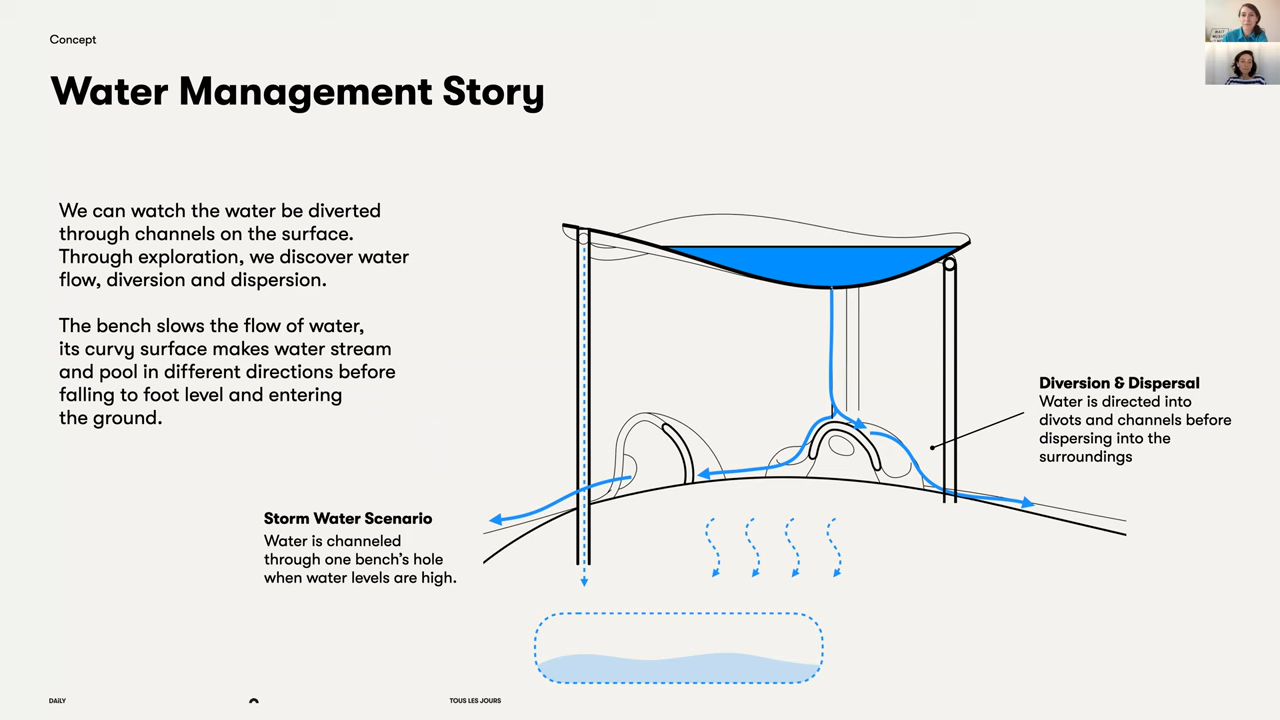 Concept
Water Management Story
We can watch the water be diverted
through channels on the surface.
Through exploration, we discover water
flow, diversion and dispersion.
The bench slows the flow of water,
its curvy surface makes water stream
and pool in different directions before
falling to foot level and entering
the ground.
Diversion & Dispersal
Water is directed into
divots and channels before
dispersing into the
surroundings
Storm Water Scenario
Water is channeled
through one bench’s hole
when water levels are high.
DAILY
TOUS LES JOURS